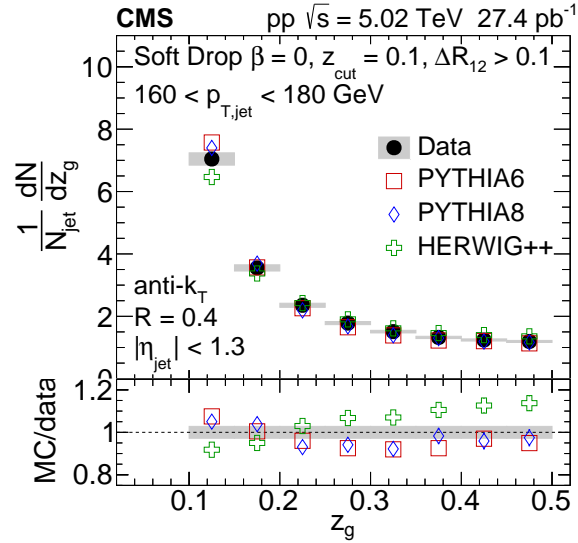 CMS pp √s = 5.02 TeV 27.4 pb⁻¹
Soft Drop β = 0, z_cut = 0.1, ΔR₁₂ > 0.1
160 < p_T,jet < 180 GeV
Data
PYTHIA6
PYTHIA8
HERWIG++
anti-k_T
R = 0.4
|η_jet| < 1.3
1/N_jet dN/dz_g
10
8
6
4
2
MC/data
1.2
1
0.8
0.1 0.2 0.3 0.4 0.5
z_g